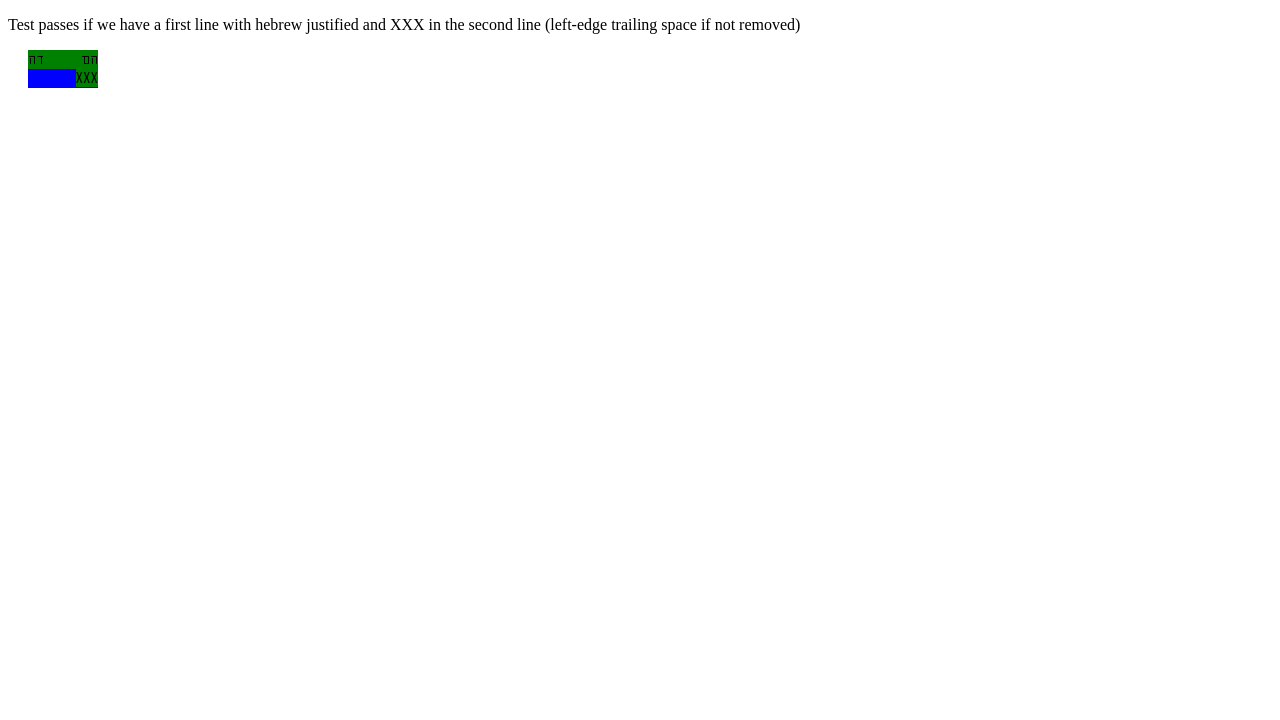 Test passes if we have a first line with hebrew justified and XXX in the second line (left-edge trailing space if not removed)
הם דה
XXX